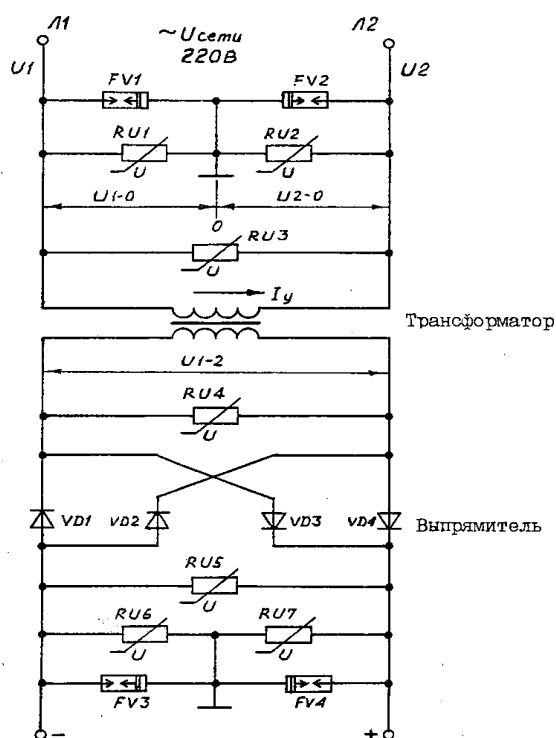 Л1
~Uсети
220В
Л2
U1
U2
FV1
FV2
RU1
U
RU2
U
U1-0
U2-0
0
RU3
U
Iу
Трансформатор
U1-2
RU4
U
VD1
VD2
VD3
VD4
Выпрямитель
RU5
U
RU6
U
RU7
U
FV3
FV4
-
+